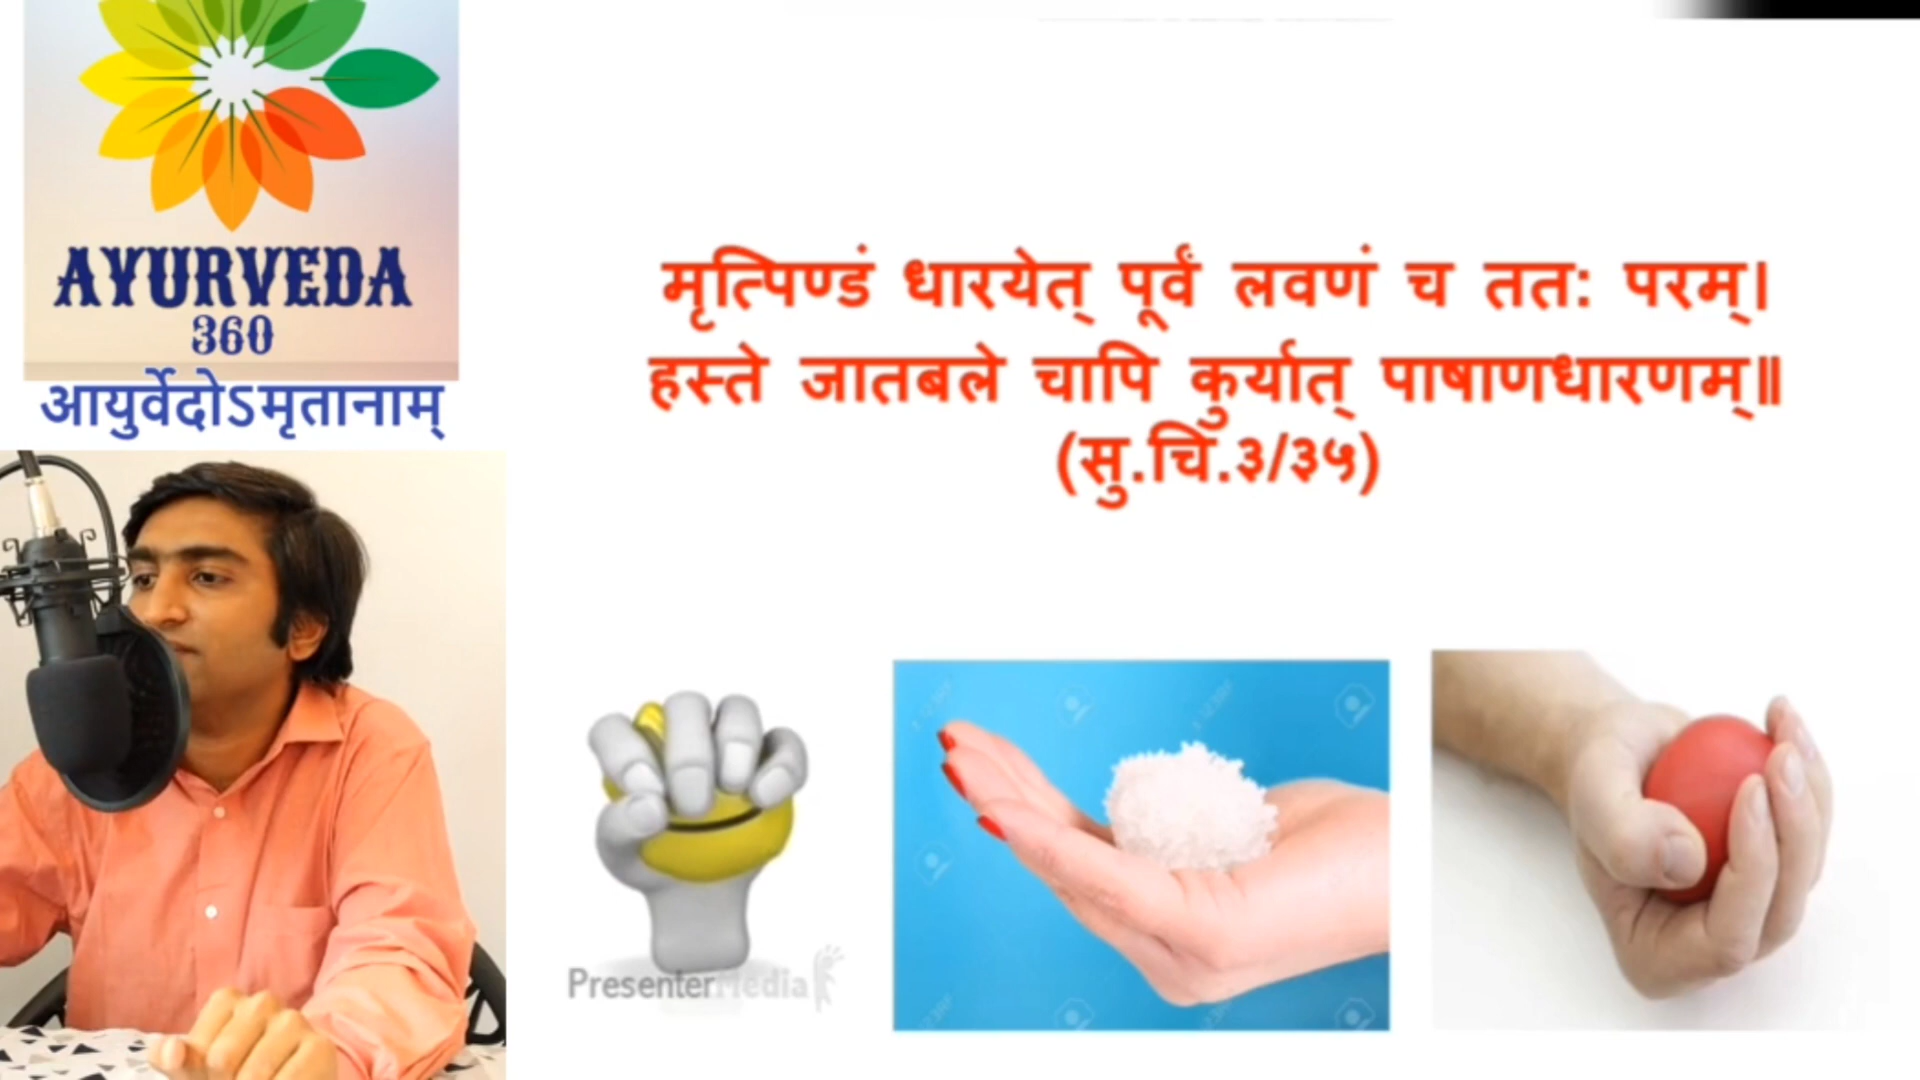 AYURVEDA
360
आयुर्वेदोऽमृतानाम्
मृत्पिण्डं धारयेत् पूर्वं लवणं च तत: परम्।
हस्ते जातबले चापि कुर्यात् पाषाणधारणम्॥
(सु.चि.३/३५)
PresenterMedia